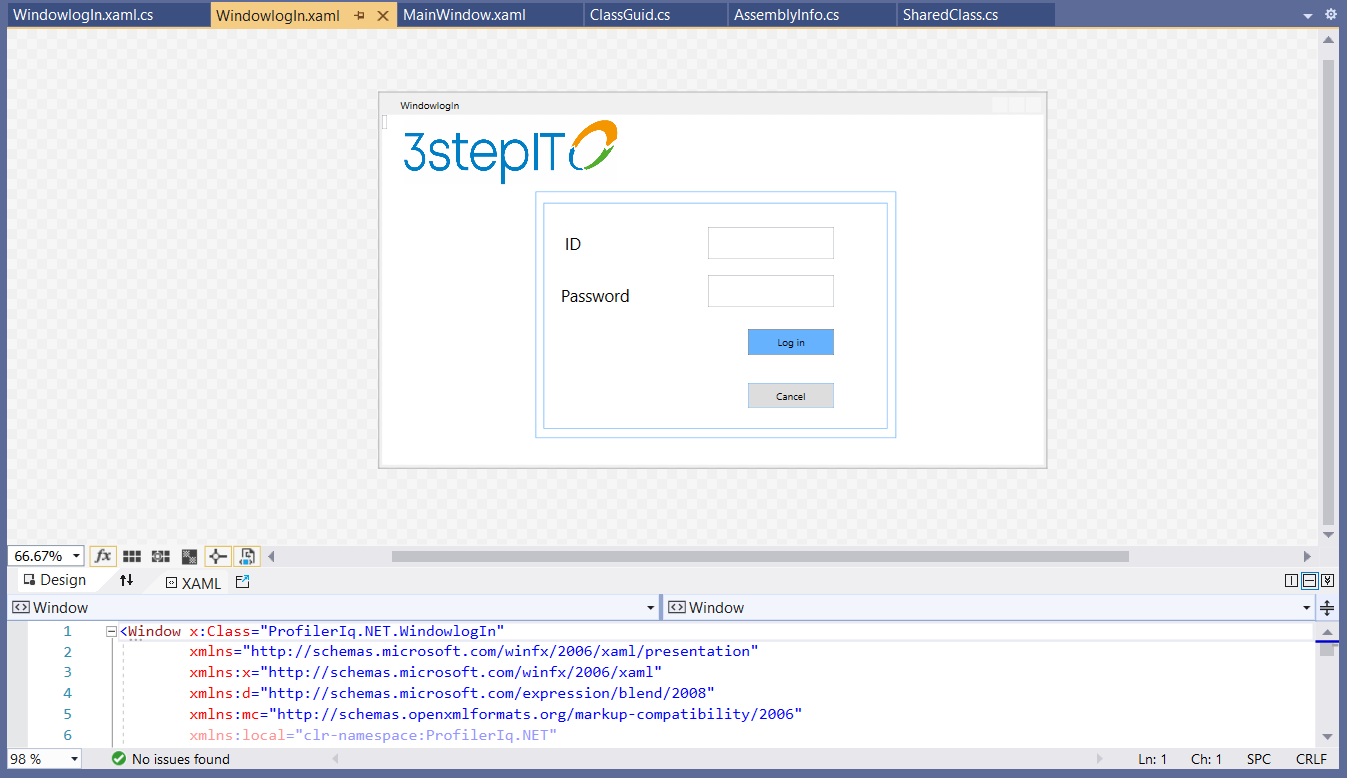 WindowlogIn.xaml.cs WindowlogIn.xaml MainWindow.xaml ClassGuid.cs AssemblyInfo.cs SharedClass.cs
WindowlogIn
3stepIT
ID
Password
Log in
Cancel
66.67% fx
Design XAML
Window Window
1 <Window x:Class="ProfilerIq.NET.WindowlogIn"
2 xmlns="http://schemas.microsoft.com/winfx/2006/xaml/presentation"
3 xmlns:x="http://schemas.microsoft.com/winfx/2006/xaml"
4 xmlns:d="http://schemas.microsoft.com/expression/blend/2008"
5 xmlns:mc="http://schemas.openxmlformats.org/markup-compatibility/2006"
6 xmlns:local="clr-namespace:ProfilerIq.NET"
98 % No issues found Ln: 1 Ch: 1 SPC CRLF